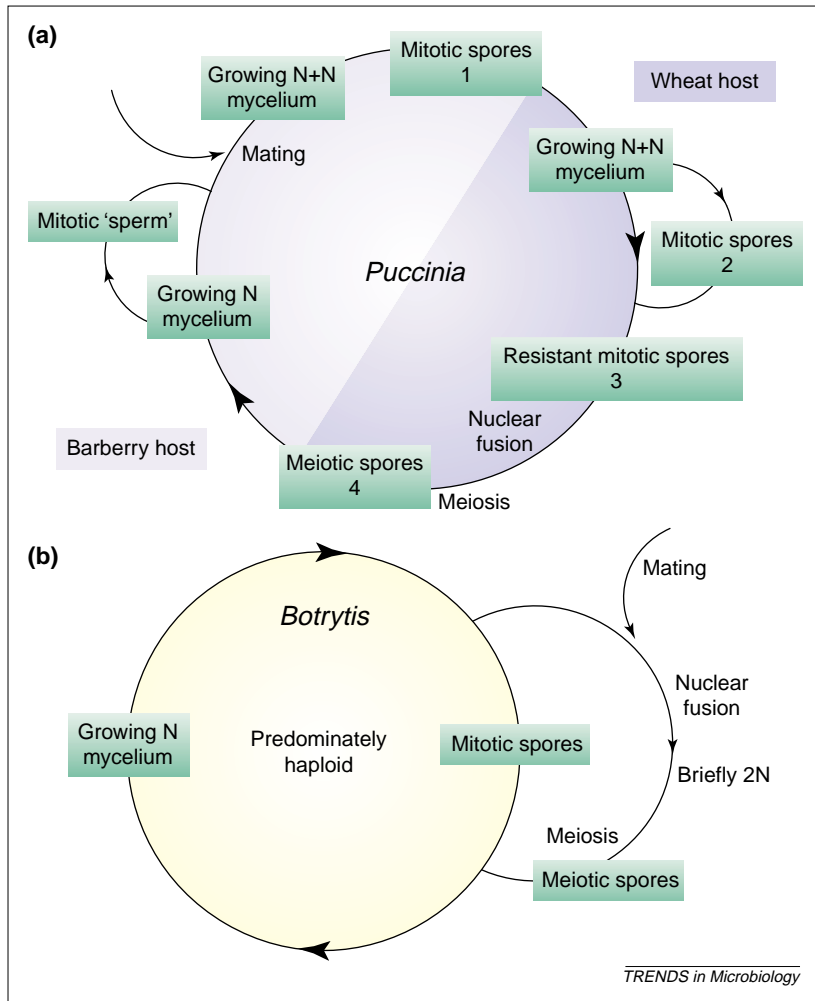 (a)
Mitotic spores
1
Growing N+N
mycelium
Wheat host
Mating
Growing N+N
mycelium
Mitotic ‘sperm’
Mitotic spores
2
Puccinia
Growing N
mycelium
Resistant mitotic spores
3
Nuclear
fusion
Barberry host
Meiotic spores
4
Meiosis
(b)
Mating
Botrytis
Nuclear
fusion
Growing N
mycelium
Predominately
haploid
Mitotic spores
Briefly 2N
Meiosis
Meiotic spores
TRENDS in Microbiology